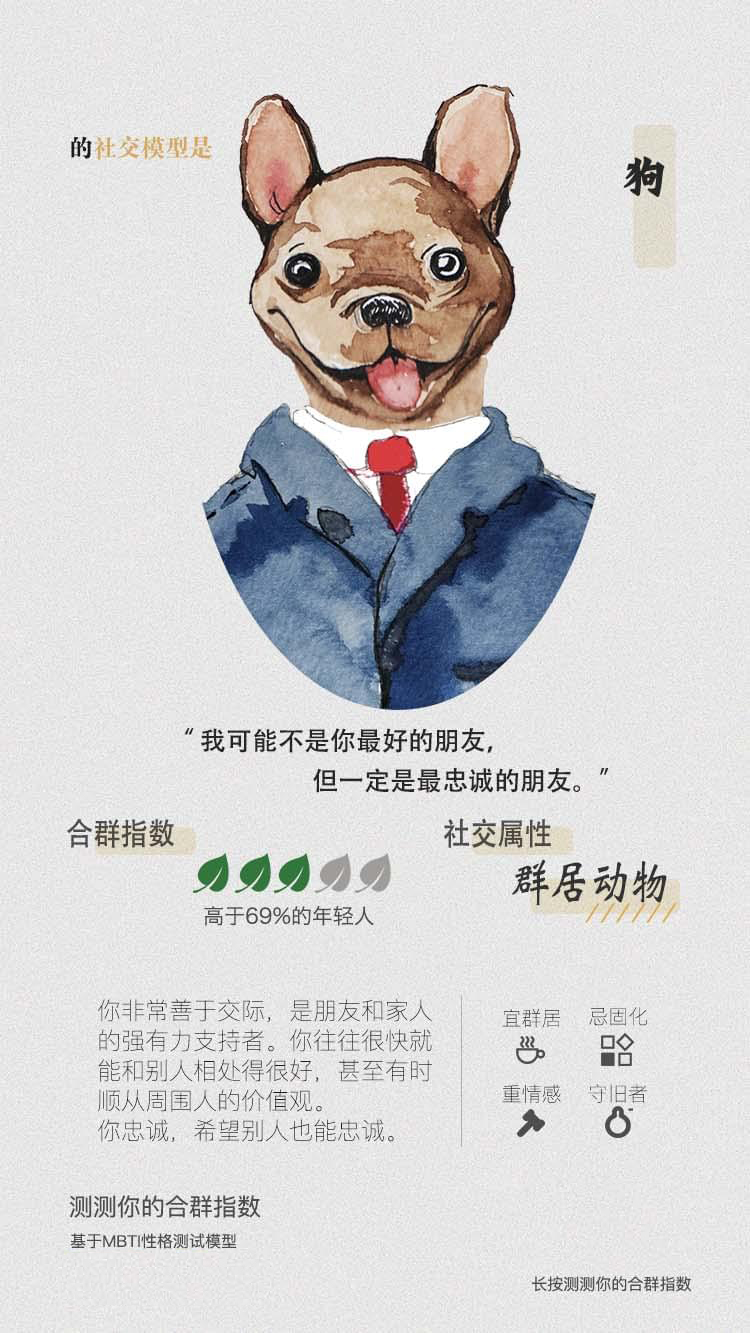 的社交模型是
狗
“我可能不是你最好的朋友，
但一定是最忠诚的朋友。”
合群指数
社交属性
群居动物
高于69%的年轻人
你非常善于交际，是朋友和家人
的强有力支持者。你往往很快就
能和别人相处得很好，甚至有时
顺从周围人的价值观。
你忠诚，希望别人也能忠诚。
宜群居 忌固化
重情感 守旧者
测测你的合群指数
基于MBTI性格测试模型
长按测测你的合群指数